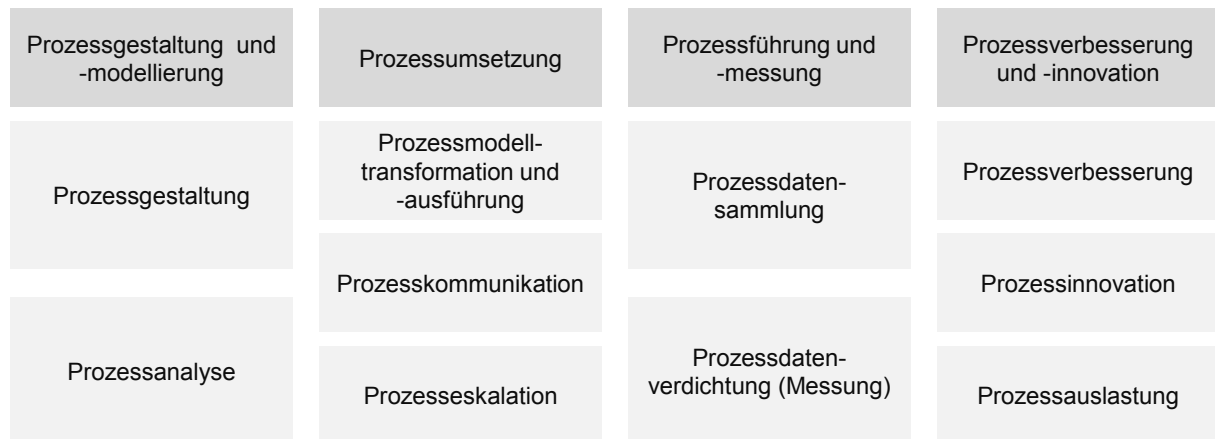 Prozessgestaltung und
-modellierung
Prozessumsetzung
Prozessführung und
-messung
Prozessverbesserung
und -innovation
Prozessgestaltung
Prozessanalyse
Prozessmodell-
transformation und
-ausführung
Prozesskommunikation
Prozesseskalation
Prozessdaten-
sammlung
Prozessdaten-
verdichtung (Messung)
Prozessverbesserung
Prozessinnovation
Prozessauslastung